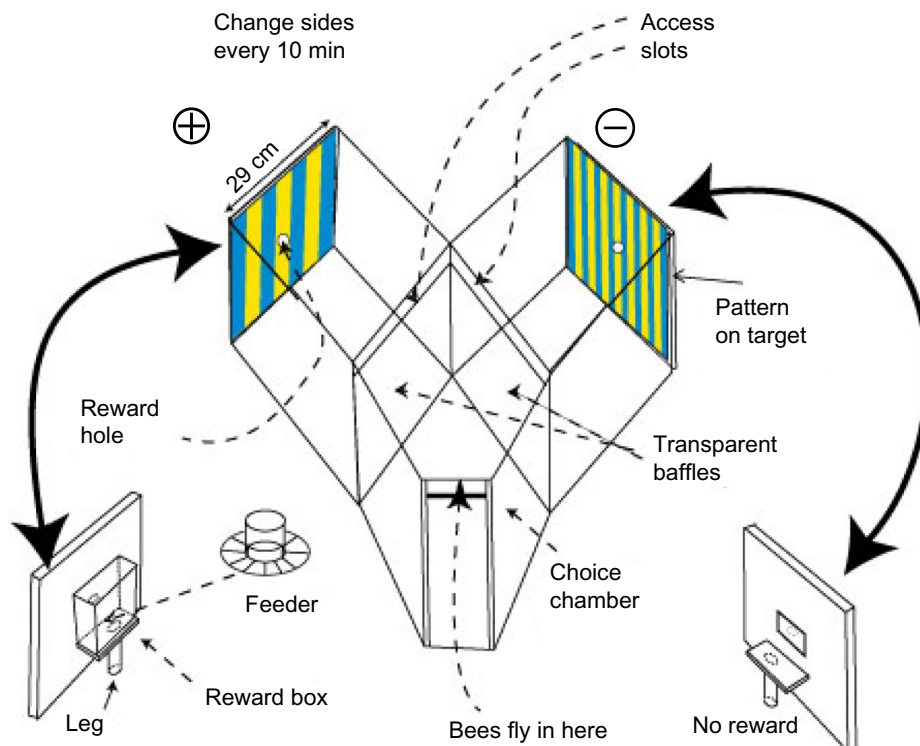 Change sides
every 10 min
Access
slots
+
−
29 cm
Pattern
on target
Reward
hole
Transparent
baffles
Feeder
Choice
chamber
Reward box
Leg
Bees fly in here
No reward